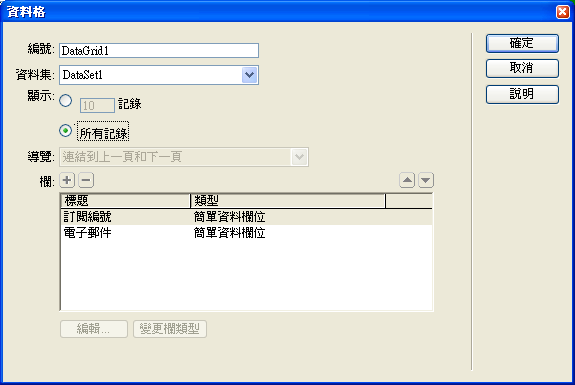 資料格
編號: DataGrid1
確定
資料集: DataSet1
取消
顯示: 10 記錄
說明
所有記錄
導覽: 連結到上一頁和下一頁
欄:
標題 類型
訂閱編號 簡單資料欄位
電子郵件 簡單資料欄位
編輯... 變更欄類型